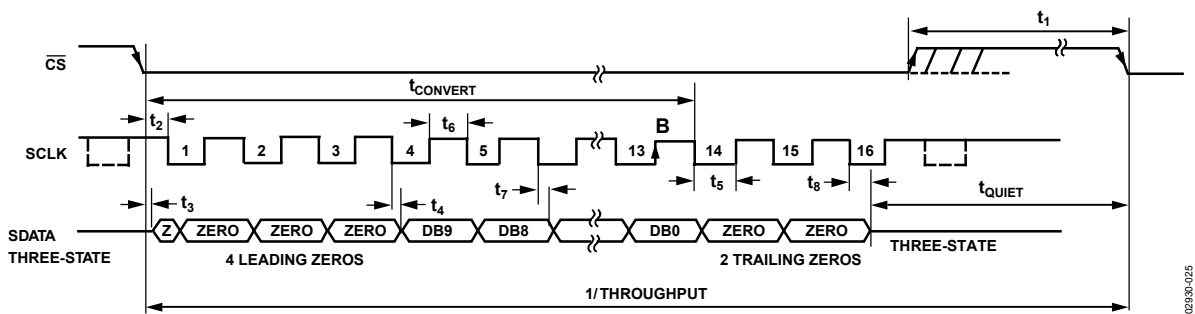 t1
CS
tCONVERT
t2
t6
B
SCLK
1 2 3 4 5 13 14 15 16
t3
t4
t7
t5
t8
tQUIET
SDATA
Z ZERO ZERO ZERO DB9 DB8 DB0 ZERO ZERO
THREE-STATE
THREE-STATE
4 LEADING ZEROS
2 TRAILING ZEROS
1/THROUGHPUT
02930-025